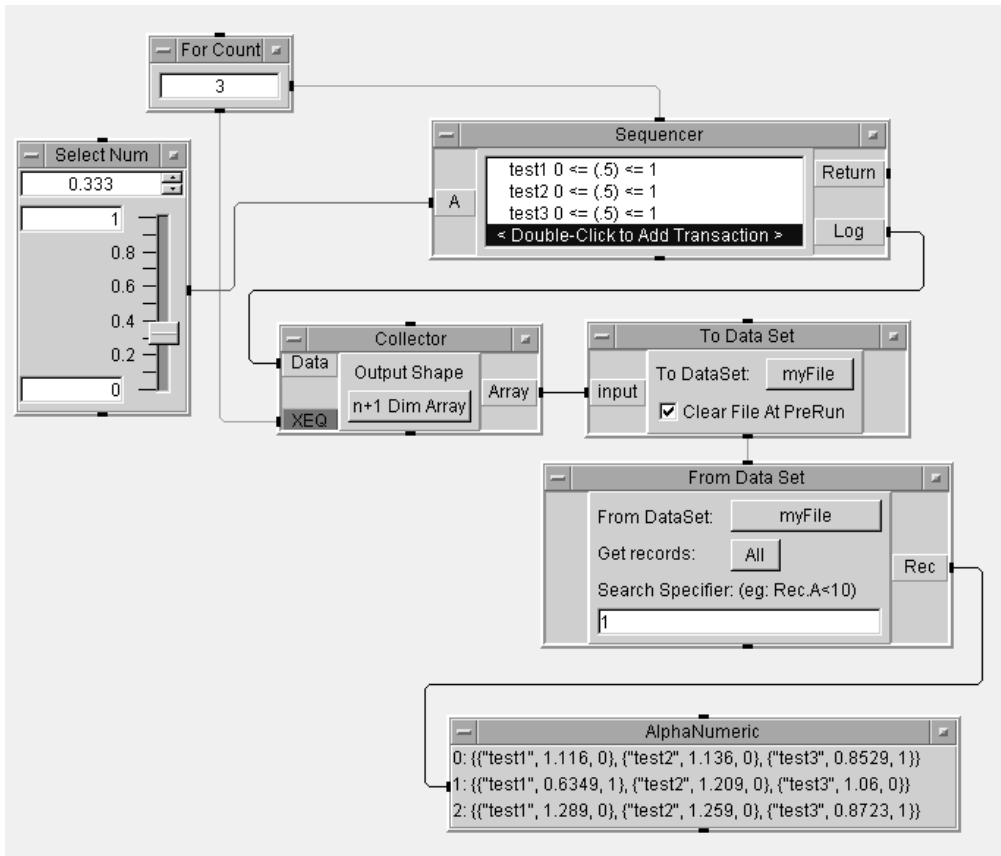 For Count
3
Select Num
0.333
1
0.8
0.6
0.4
0.2
0
Sequencer
A
test1 0 <= (.5) <= 1
test2 0 <= (.5) <= 1
test3 0 <= (.5) <= 1
< Double-Click to Add Transaction >
Return
Log
Collector
Data
XEQ
Output Shape
n+1 Dim Array
Array
To Data Set
input
To DataSet: myFile
Clear File At PreRun
From Data Set
From DataSet: myFile
Get records: All
Search Specifier: (eg: Rec.A<10)
1
Rec
AlphaNumeric
0: {{"test1", 1.116, 0}, {"test2", 1.136, 0}, {"test3", 0.8529, 1}}
1: {{"test1", 0.6349, 1}, {"test2", 1.209, 0}, {"test3", 1.06, 0}}
2: {{"test1", 1.289, 0}, {"test2", 1.259, 0}, {"test3", 0.8723, 1}}